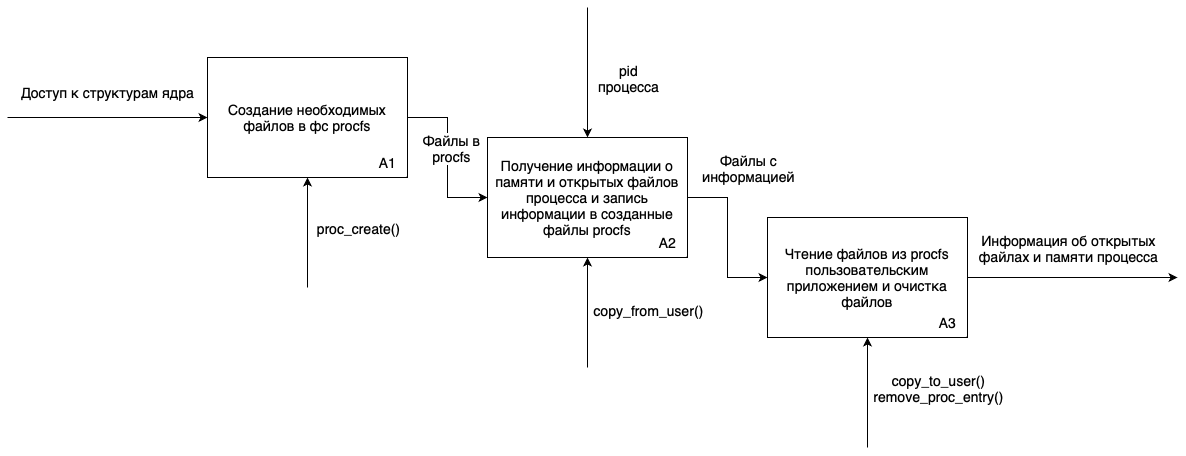 Доступ к структурам ядра
Создание необходимых
файлов в фс procfs
A1
proc_create()
Файлы в
procfs
pid
процесса
Получение информации о
памяти и открытых файлов
процесса и запись
информации в созданные
файлы procfs
A2
copy_from_user()
Файлы с
информацией
Чтение файлов из procfs
пользовательским
приложением и очистка
файлов
A3
copy_to_user()
remove_proc_entry()
Информация об открытых
файлах и памяти процесса